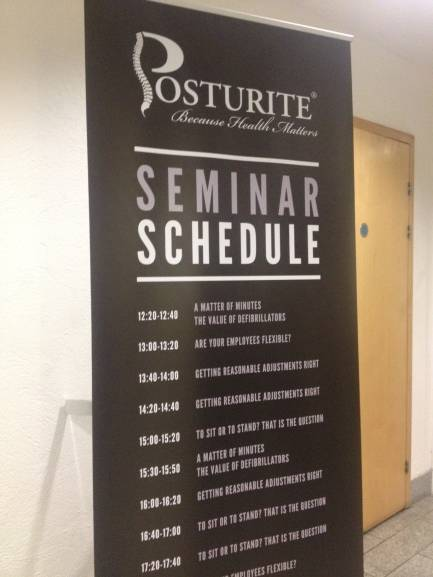 POSTURITE®
Because Health Matters
SEMINAR
SCHEDULE
12:20-12:40 A MATTER OF MINUTES
THE VALUE OF DEFIBRILLATORS
13:00-13:20 ARE YOUR EMPLOYEES FLEXIBLE?
13:40-14:00 GETTING REASONABLE ADJUSTMENTS RIGHT
14:20-14:40 GETTING REASONABLE ADJUSTMENTS RIGHT
15:00-15:20 TO SIT OR TO STAND? THAT IS THE QUESTION
15:30-15:50 A MATTER OF MINUTES
THE VALUE OF DEFIBRILLATORS
16:00-16:20 GETTING REASONABLE ADJUSTMENTS RIGHT
16:40-17:00 TO SIT OR TO STAND? THAT IS THE QUESTION
17:20-17:40 TO SIT OR TO STAND? THAT IS THE QUESTION
EMPLOYEES FLEXIBLE?